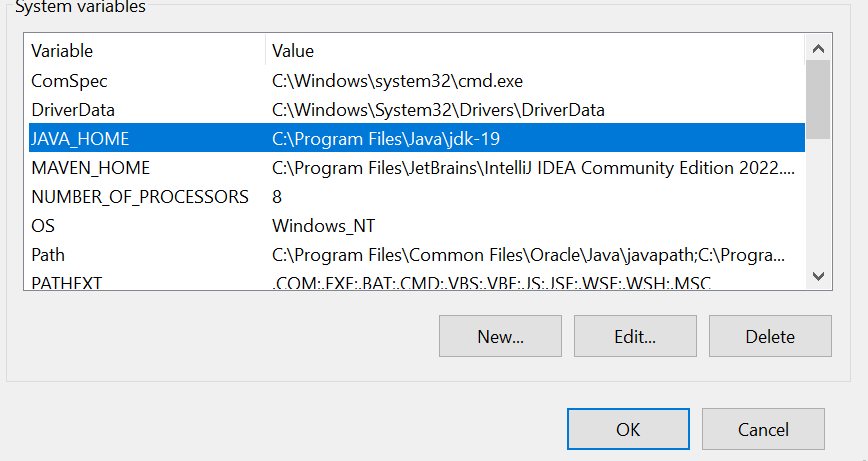 System variables
Variable Value
ComSpec C:\Windows\system32\cmd.exe
DriverData C:\Windows\System32\Drivers\DriverData
JAVA_HOME C:\Program Files\Java\jdk-19
MAVEN_HOME C:\Program Files\JetBrains\IntelliJ IDEA Community Edition 2022....
NUMBER_OF_PROCESSORS 8
OS Windows_NT
Path C:\Program Files\Common Files\Oracle\Java\javapath;C:\Progra...
PATHEXT .COM;.EXE;.BAT;.CMD;.VBS;.VBE;.JS;.JSE;.WSF;.WSH;.MSC
New... Edit... Delete
OK Cancel